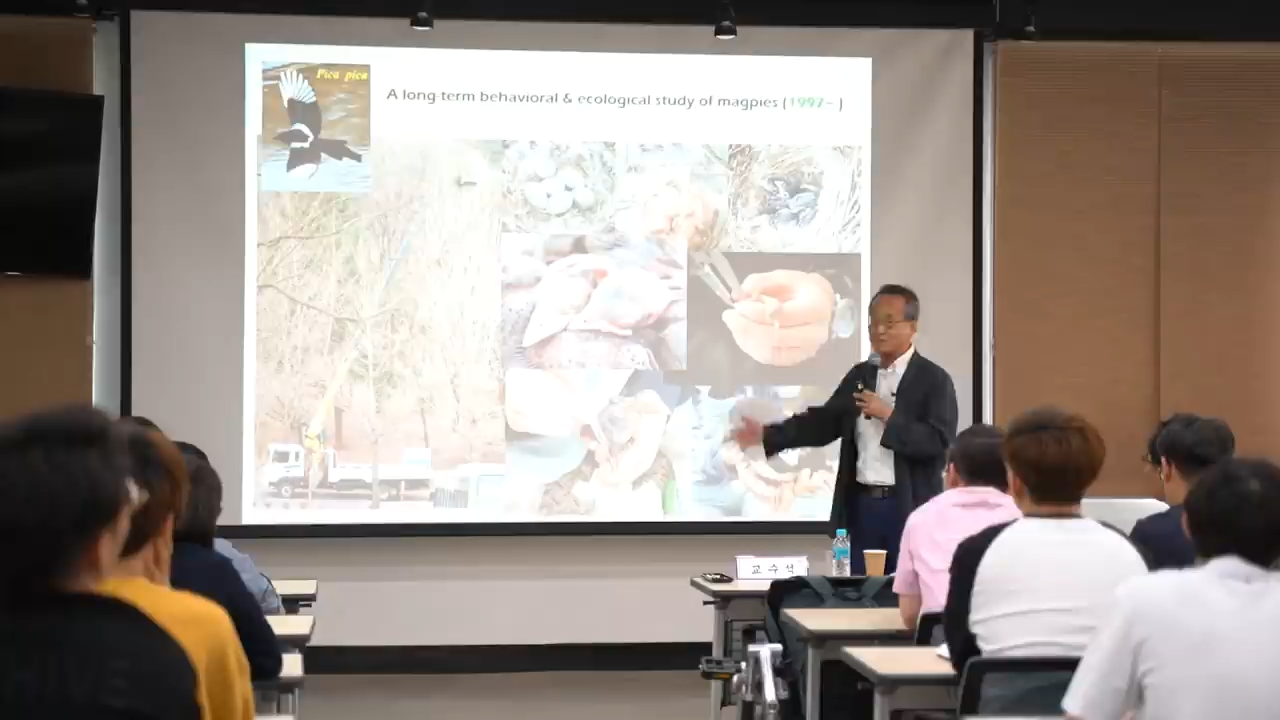 Pica pica
A long-term behavioral & ecological study of magpies (1997~ )
교 수 석